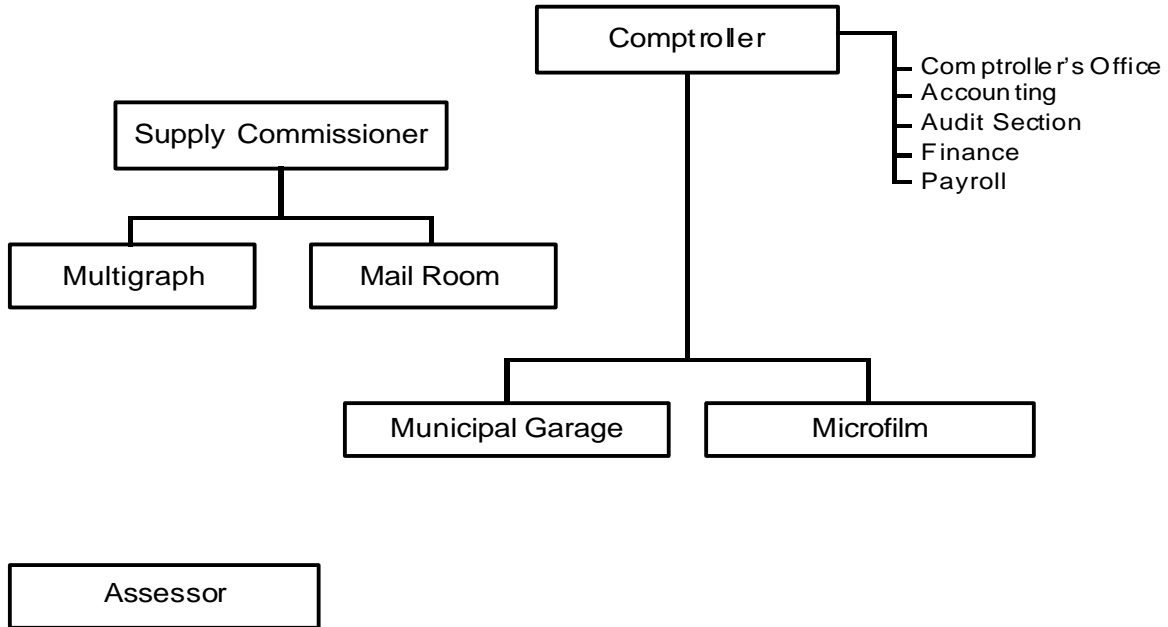 Comptroller
Comptroller's Office
Accounting
Audit Section
Finance
Payroll
Supply Commissioner
Multigraph
Mail Room
Municipal Garage
Microfilm
Assessor